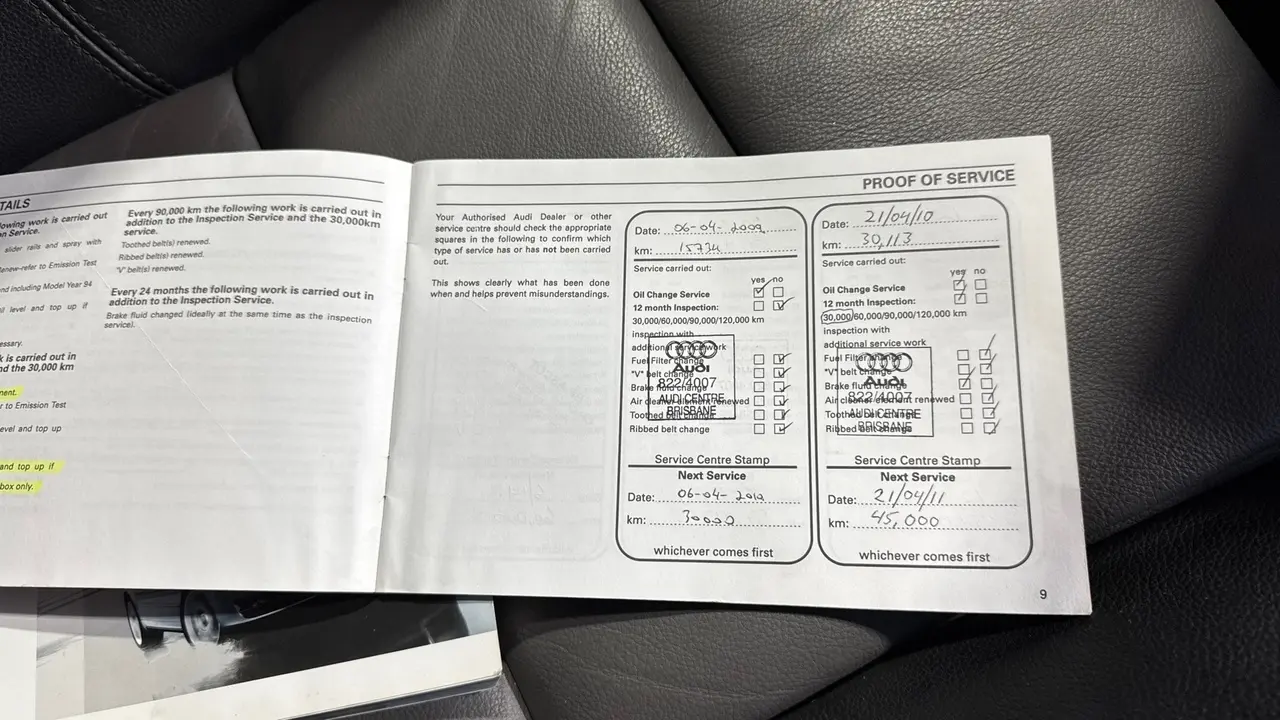 TAILS
owing work is carried out
n Service.
slider rails and spray with
Renew-refer to Emission Test
nd including Model Year 94
il level and top up if
essary.
k is carried out in
nd the 30,000 km
ment.
r to Emission Test
evel and top up
and top up if
box only.
Every 90,000 km the following work is carried out in
addition to the Inspection Service and the 30,000km
service.
Toothed belt(s) renewed.
Ribbed belt(s) renewed.
"V" belt(s) renewed.
Every 24 months the following work is carried out in
addition to the Inspection Service.
Brake fluid changed (ideally at the same time as the inspection
service).
PROOF OF SERVICE
Your Authorised Audi Dealer or other
service centre should check the appropriate
squares in the following to confirm which
type of service has or has not been carried
out.
This shows clearly what has been done
when and helps prevent misunderstandings.
Date: 06-04-2009
km: 15734
Service carried out:
yes no
Oil Change Service
12 month Inspection:
30,000/60,000/90,000/120,000 km
inspection with
additional service work
Fuel Filter change
"V" belt change
Brake fluid change
Air cleaner element renewed
Toothed belt change
Ribbed belt change
Audi
822/4007
AUDI CENTRE
BRISBANE
Service Centre Stamp
Next Service
Date: 06-04-2010
km: 30000
whichever comes first
Date: 21/04/10
km: 30,113
Service carried out:
yes no
Oil Change Service
12 month Inspection:
30,000/60,000/90,000/120,000 km
inspection with
additional service work
Fuel Filter change
"V" belt change
Brake fluid change
Air cleaner element renewed
Toothed belt change
Ribbed belt change
Audi
822/4007
AUDI CENTRE
BRISBANE
Service Centre Stamp
Next Service
Date: 21/04/11
km: 45,000
whichever comes first
9